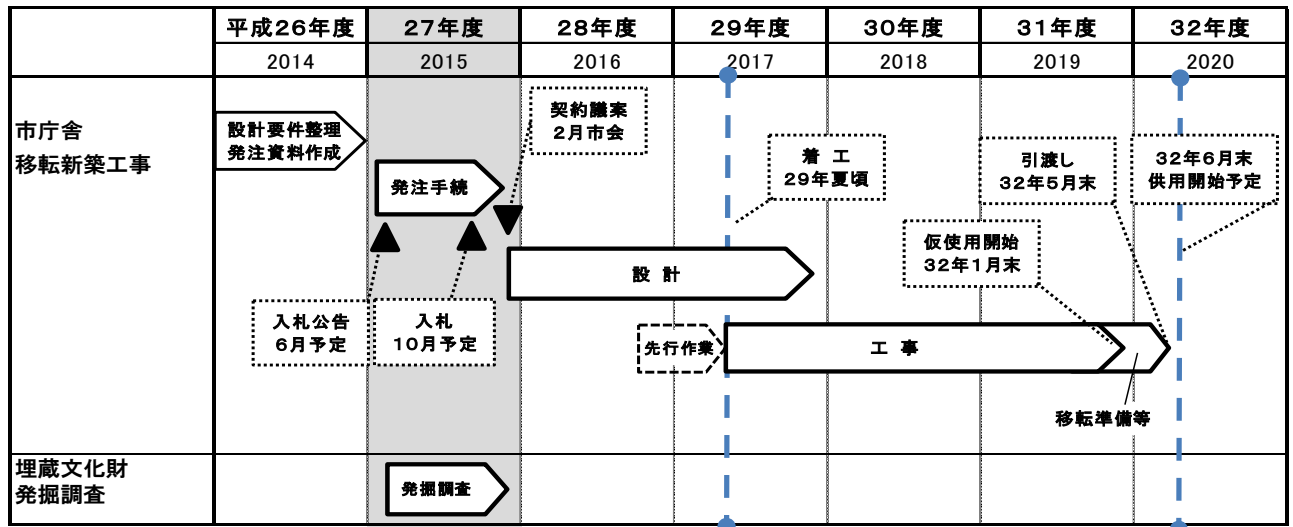 平成26年度 27年度 28年度 29年度 30年度 31年度 32年度
2014 2015 2016 2017 2018 2019 2020
市庁舎
移転新築工事
設計要件整理
発注資料作成
発注手続
契約議案
2月市会
着 工
29年夏頃
引渡し
32年5月末
32年6月末
供用開始予定
仮使用開始
32年1月末
設 計
入札公告
6月予定
入札
10月予定
先行作業
工 事
移転準備等
埋蔵文化財
発掘調査
発掘調査